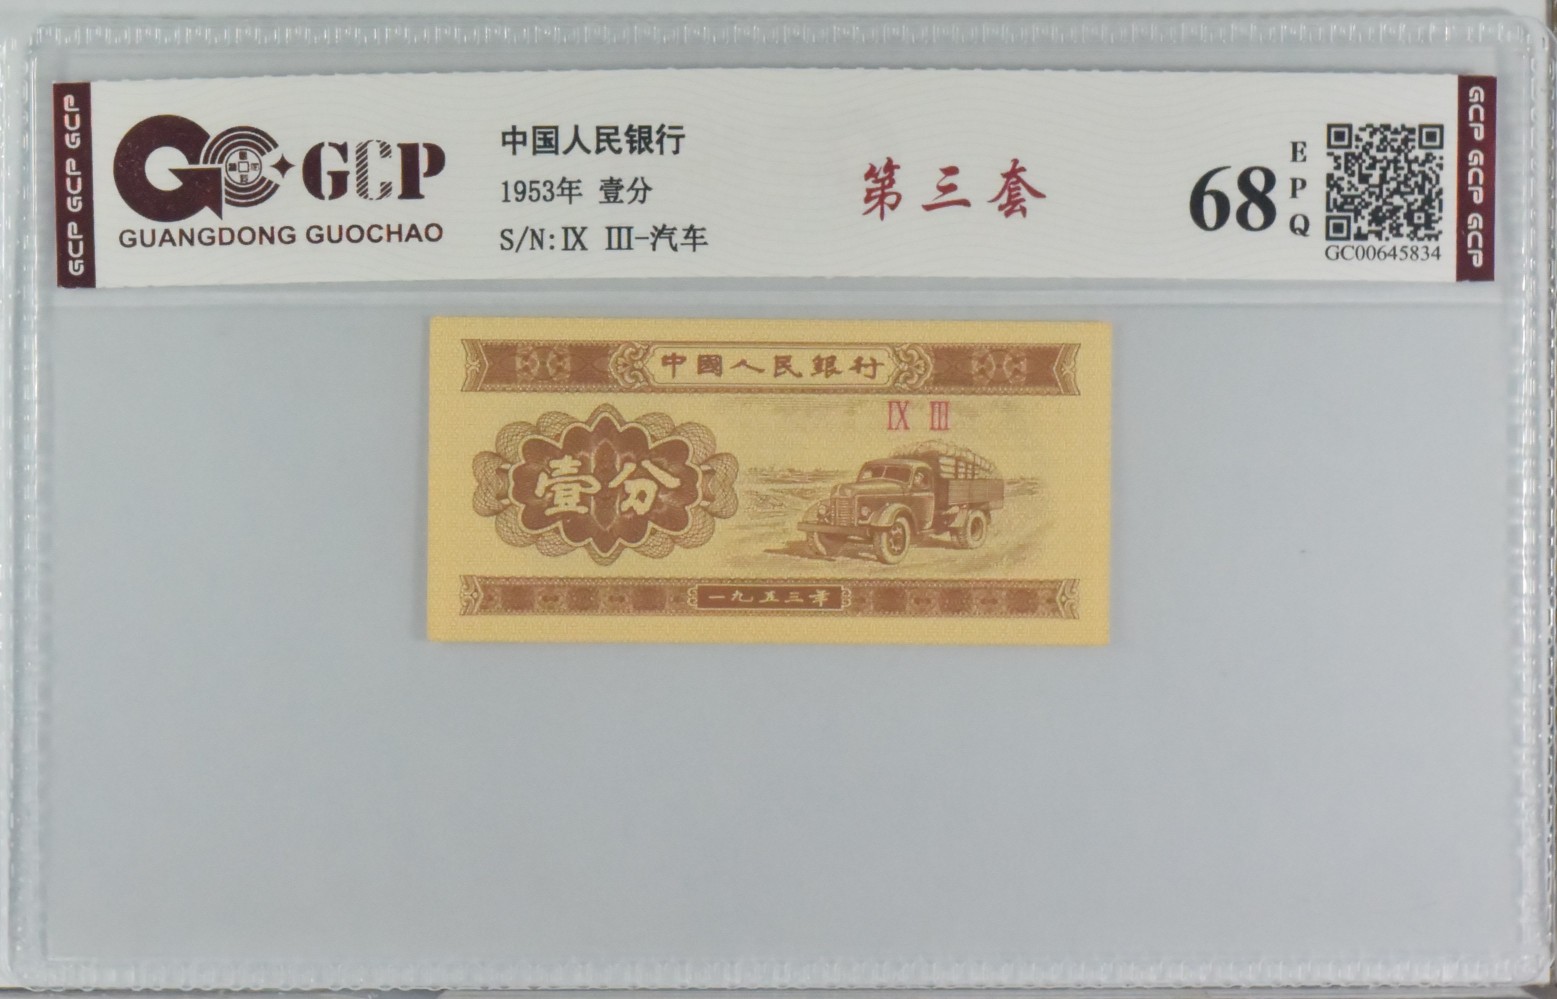 GCP GCP GCP
GCP
GUANGDONG GUOCHAO
中国人民银行
1953年 壹分
S/N:Ⅸ Ⅲ-汽车
第三套
68
E
P
Q
GC00645834
GCP GCP GCP
中國人民銀行
Ⅸ Ⅲ
壹分
一九五三年